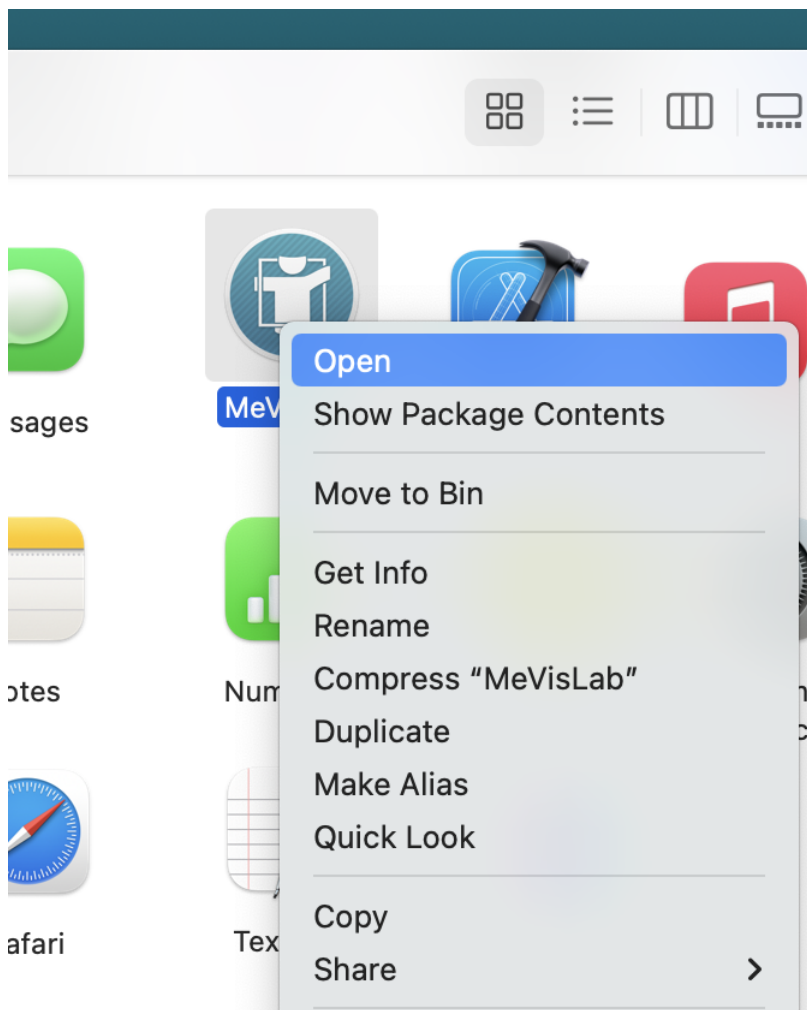 sages
MeV
Open
Show Package Contents
Move to Bin
Get Info
Rename
Compress “MeVisLab”
Duplicate
Make Alias
Quick Look
Copy
Share
otes
Num
afari
Tex